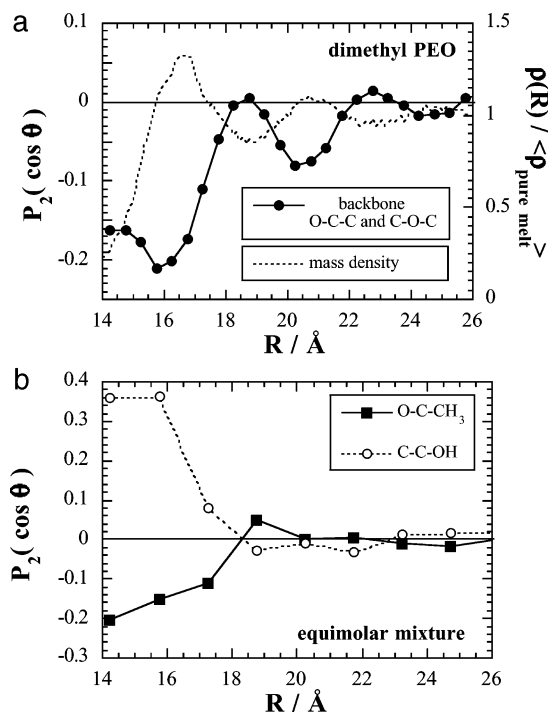 a
0.1
0
-0.1
-0.2
P2( cos θ )
dimethyl PEO
1.5
1
0.5
0
ρ(R) / <ρ pure melt>
backbone
O-C-C and C-O-C
mass density
14 16 18 20 22 24 26
R / Å
b
0.4
0.3
0.2
0.1
0
-0.1
-0.2
-0.3
P2( cos θ )
O-C-CH3
C-C-OH
equimolar mixture
14 16 18 20 22 24 26
R / Å